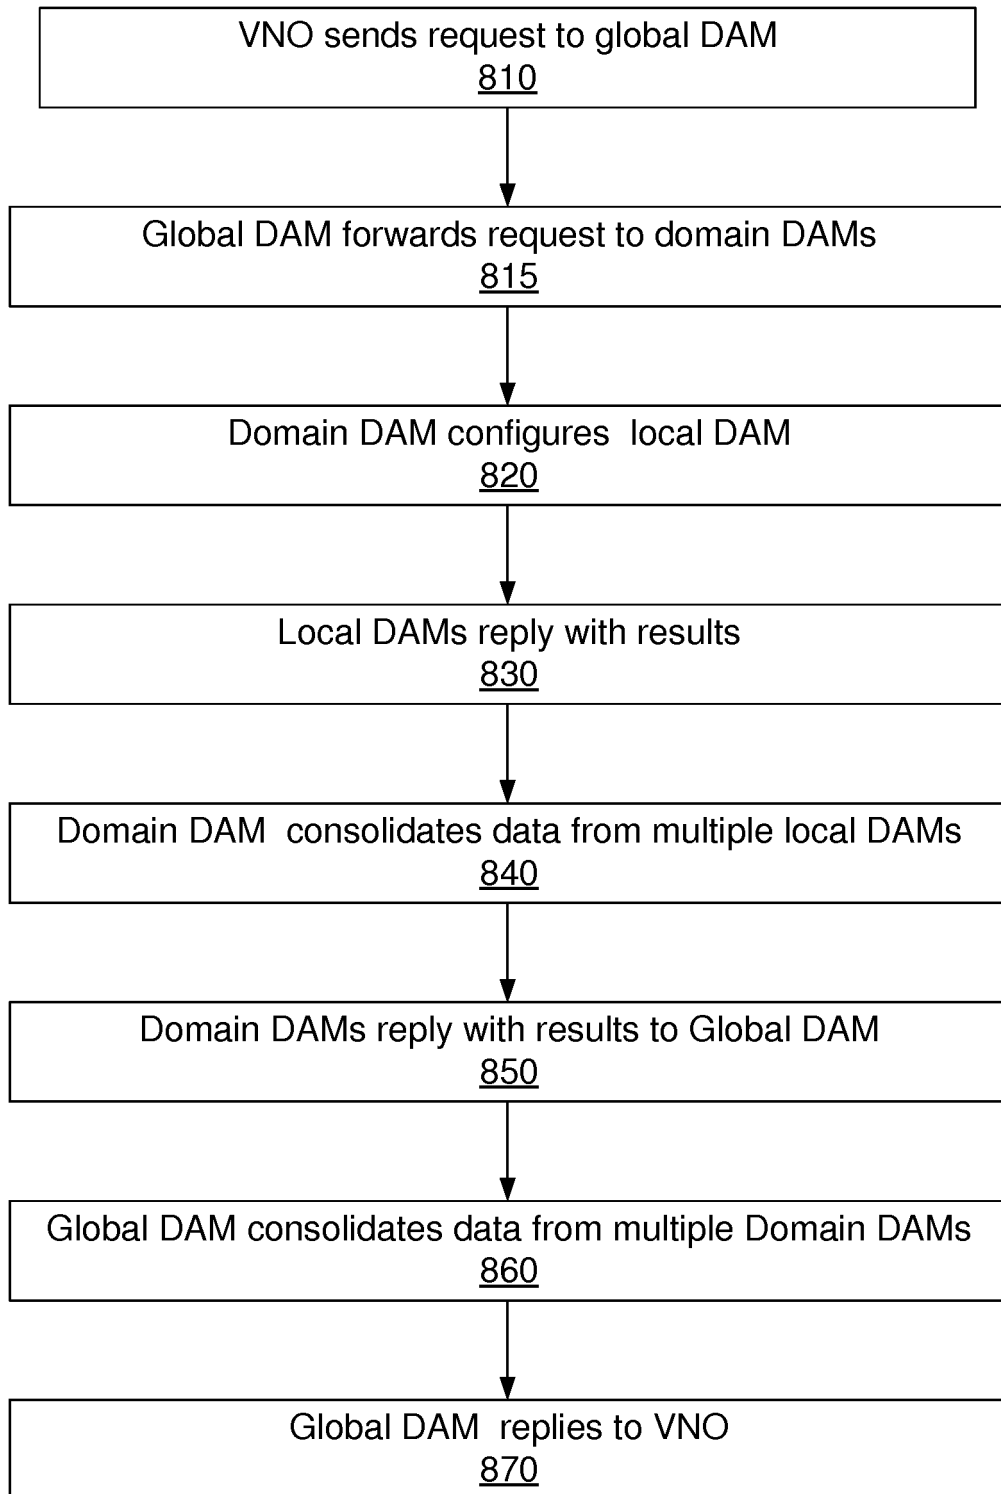 VNO sends request to global DAM
810
Global DAM forwards request to domain DAMs
815
Domain DAM configures local DAM
820
Local DAMs reply with results
830
Domain DAM consolidates data from multiple local DAMs
840
Domain DAMs reply with results to Global DAM
850
Global DAM consolidates data from multiple Domain DAMs
860
Global DAM replies to VNO
870